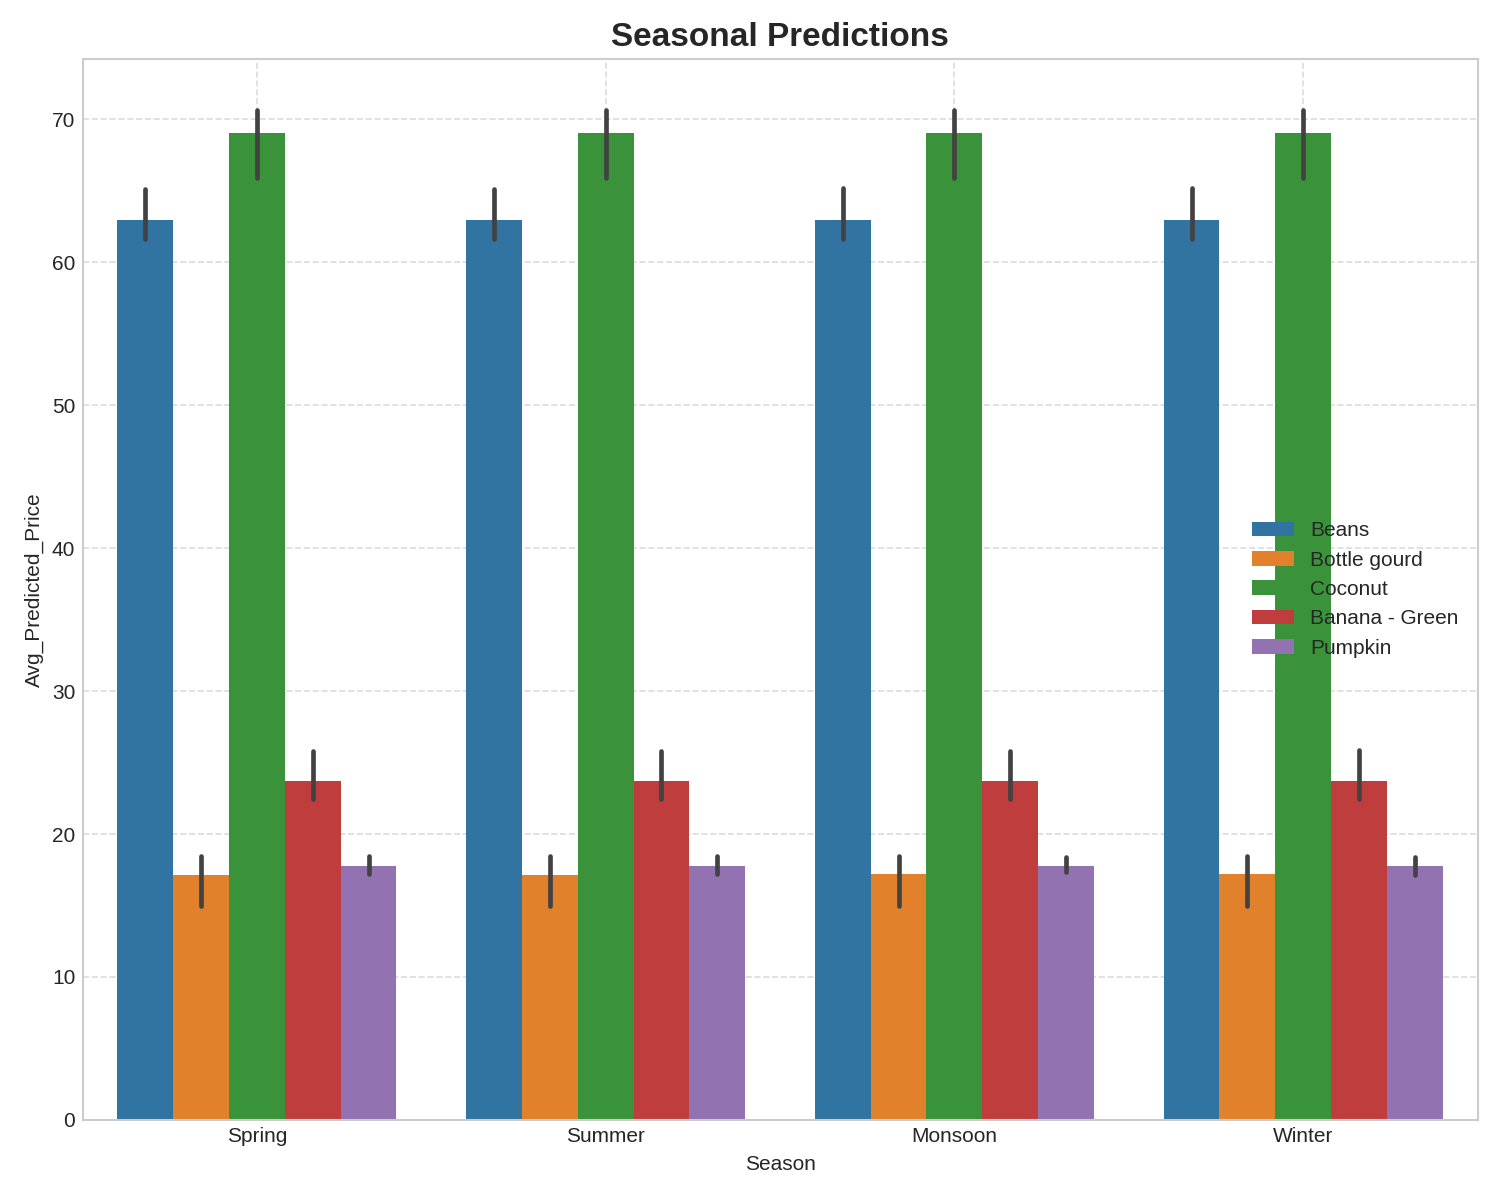 Seasonal Predictions
70
60
50
40
30
20
10
0
Avg_Predicted_Price
Beans
Bottle gourd
Coconut
Banana - Green
Pumpkin
Spring
Summer
Monsoon
Winter
Season